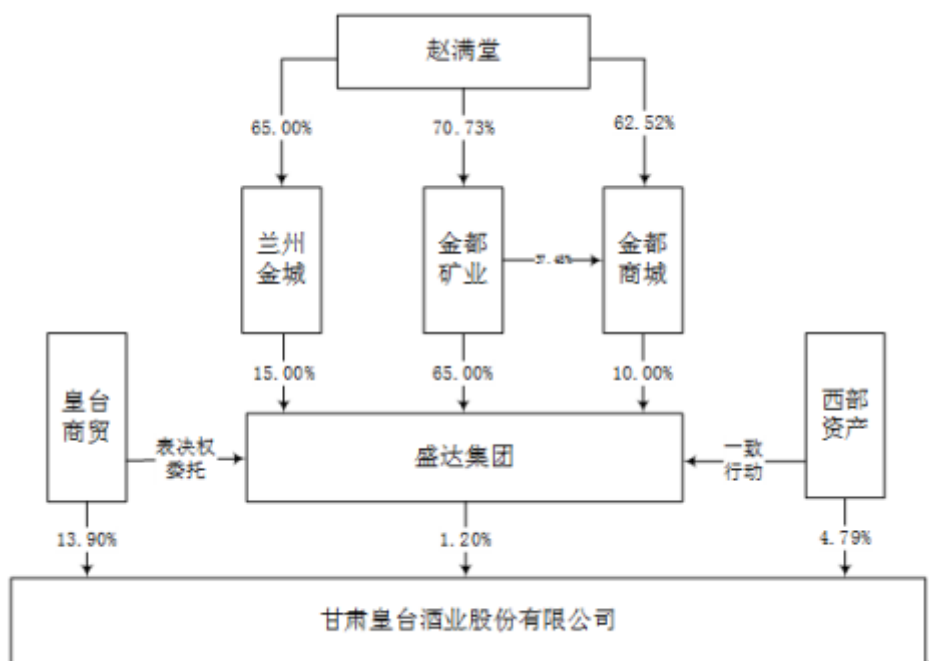 赵满堂
65.00%
70.73%
62.52%
兰州
金城
金都
矿业
金都
商城
15.00%
65.00%
10.00%
皇台
商贸
西部
资产
表决权
委托
盛达集团
一致
行动
13.90%
1.20%
4.79%
甘肃皇台酒业股份有限公司